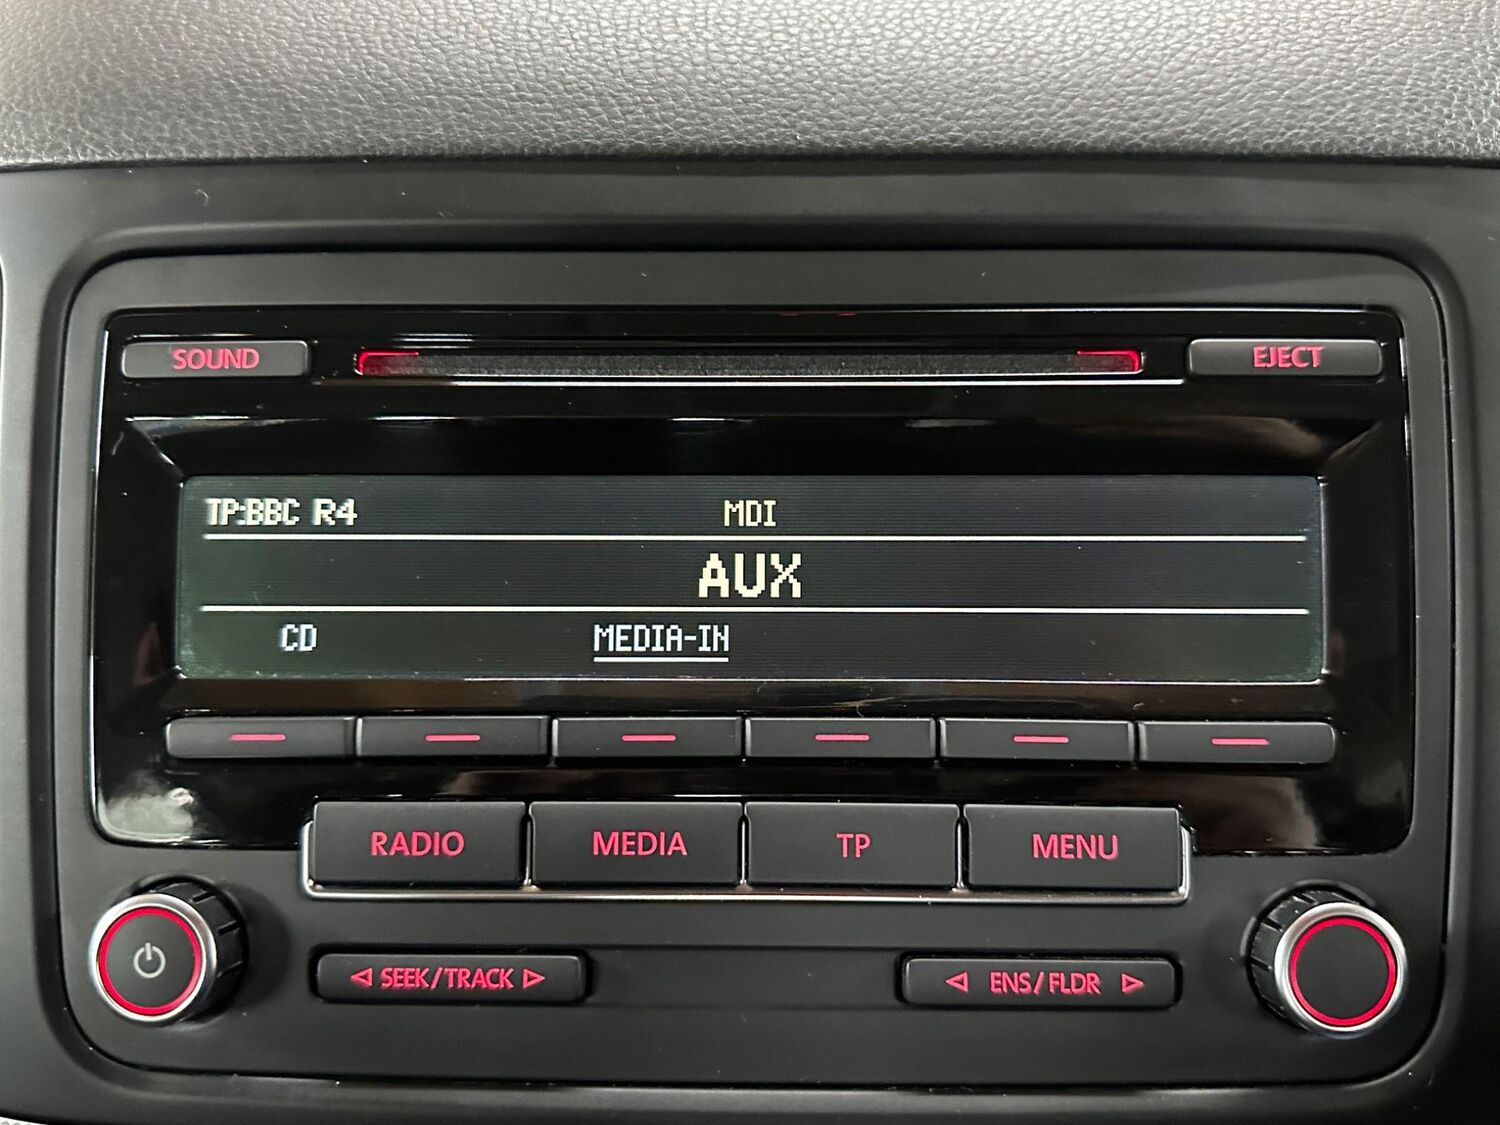 SOUND EJECT
TP:BBC R4 MDI
AUX
CD MEDIA-IN
RADIO MEDIA TP MENU
SEEK/TRACK ENS/FLDR